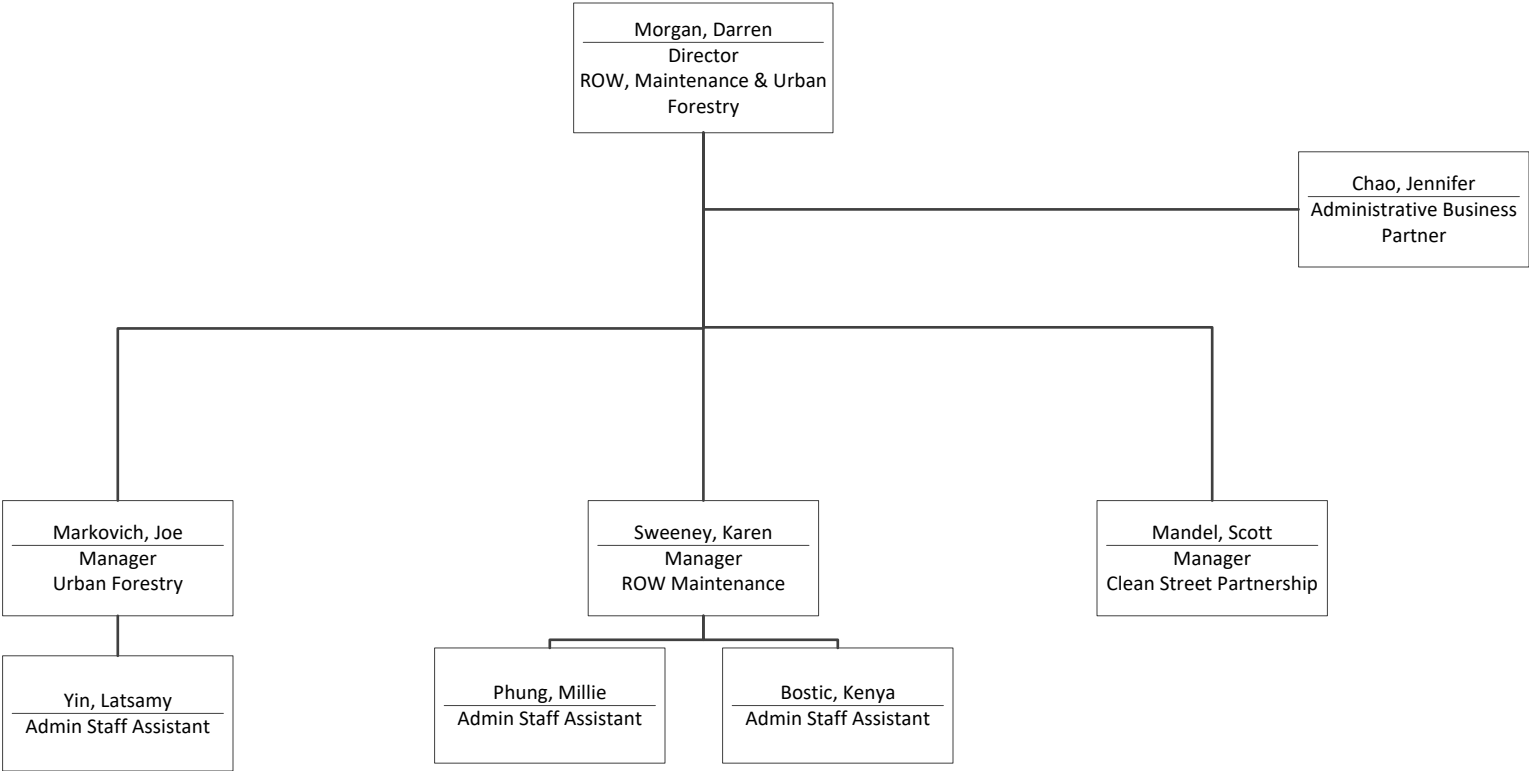 Morgan, Darren
Director
ROW, Maintenance & Urban
Forestry
Chao, Jennifer
Administrative Business
Partner
Markovich, Joe
Manager
Urban Forestry
Sweeney, Karen
Manager
ROW Maintenance
Mandel, Scott
Manager
Clean Street Partnership
Yin, Latsamy
Admin Staff Assistant
Phung, Millie
Admin Staff Assistant
Bostic, Kenya
Admin Staff Assistant